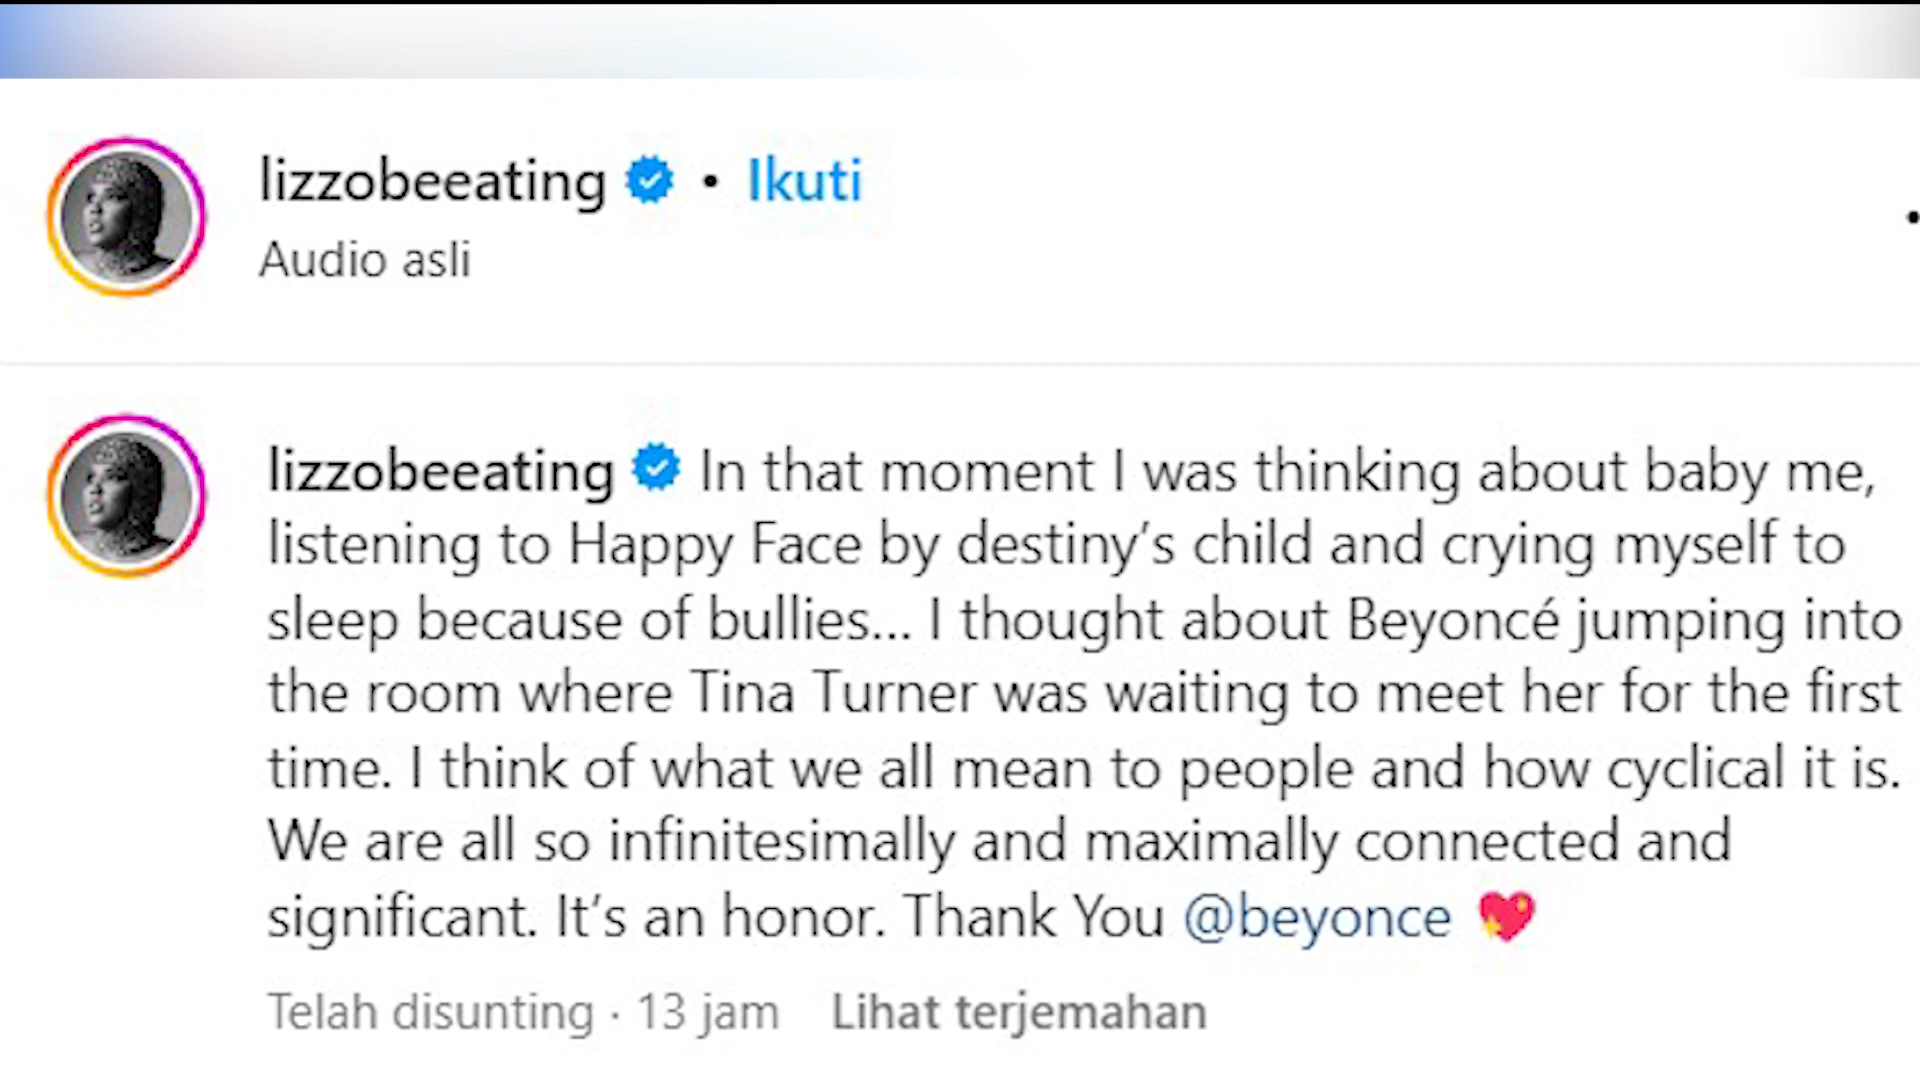 lizzobeeating • Ikuti
Audio asli
lizzobeeating In that moment I was thinking about baby me,
listening to Happy Face by destiny's child and crying myself to
sleep because of bullies... I thought about Beyoncé jumping into
the room where Tina Turner was waiting to meet her for the first
time. I think of what we all mean to people and how cyclical it is.
We are all so infinitesimally and maximally connected and
significant. It's an honor. Thank You @beyonce 💖
Telah disunting · 13 jam Lihat terjemahan